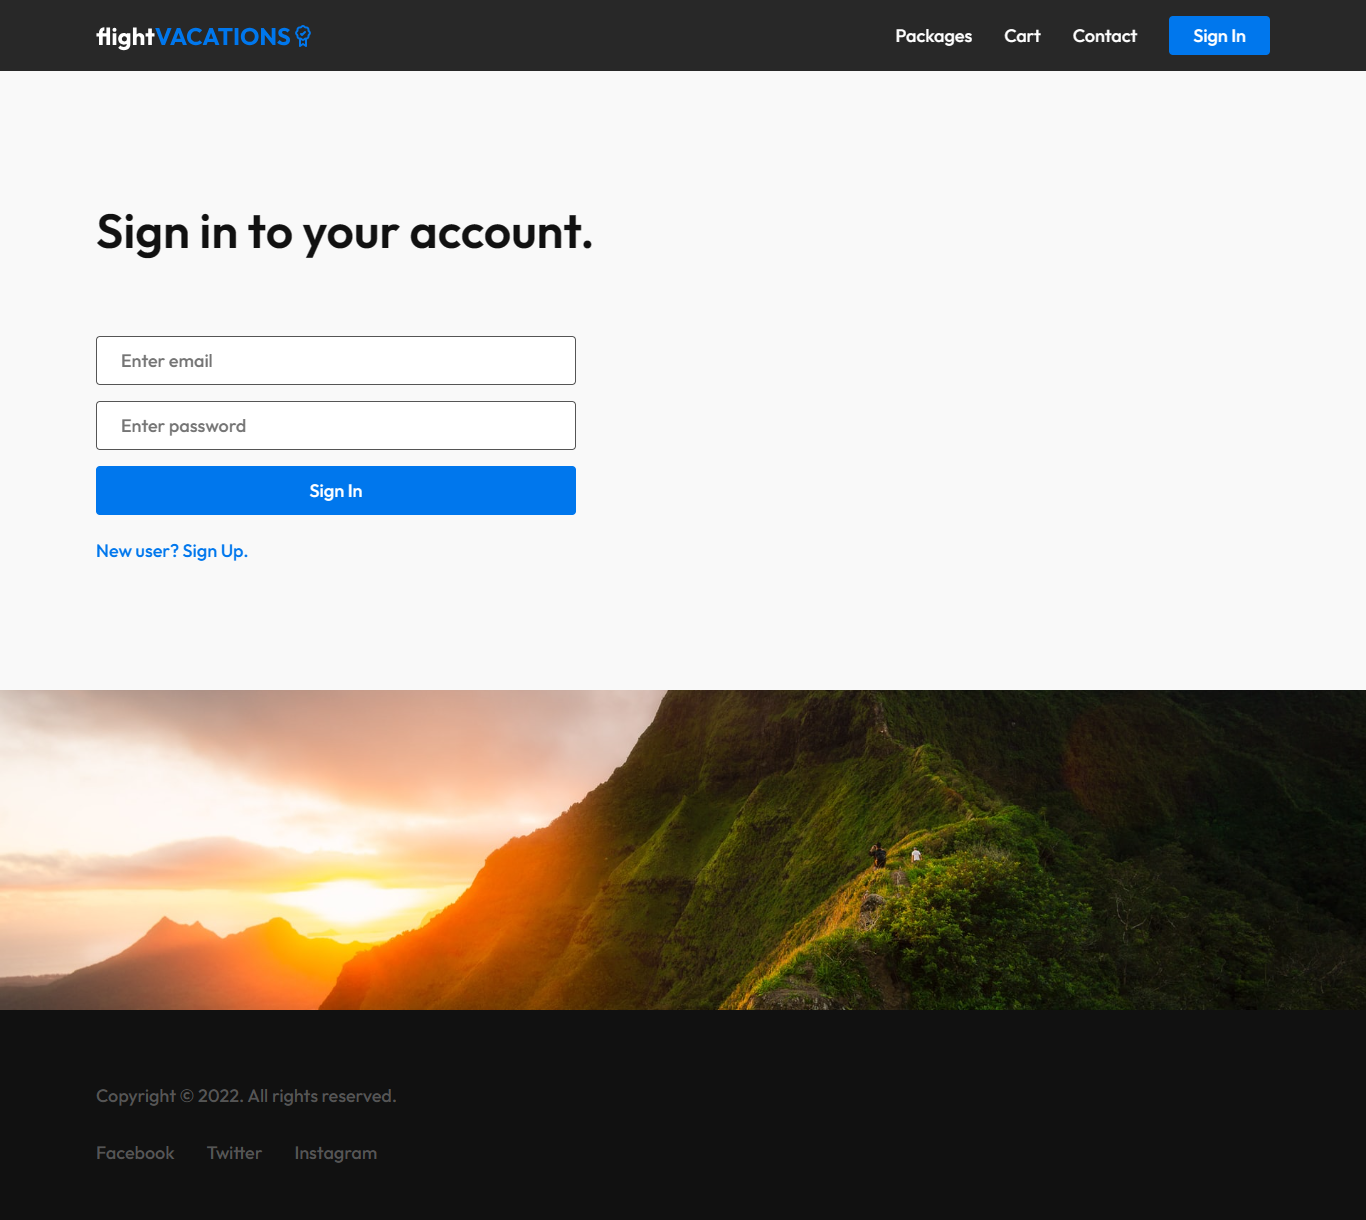 flightVACATIONS
Packages Cart Contact Sign In
Sign in to your account.
Enter email
Enter password
Sign In
New user? Sign Up.
Copyright © 2022. All rights reserved.
Facebook Twitter Instagram